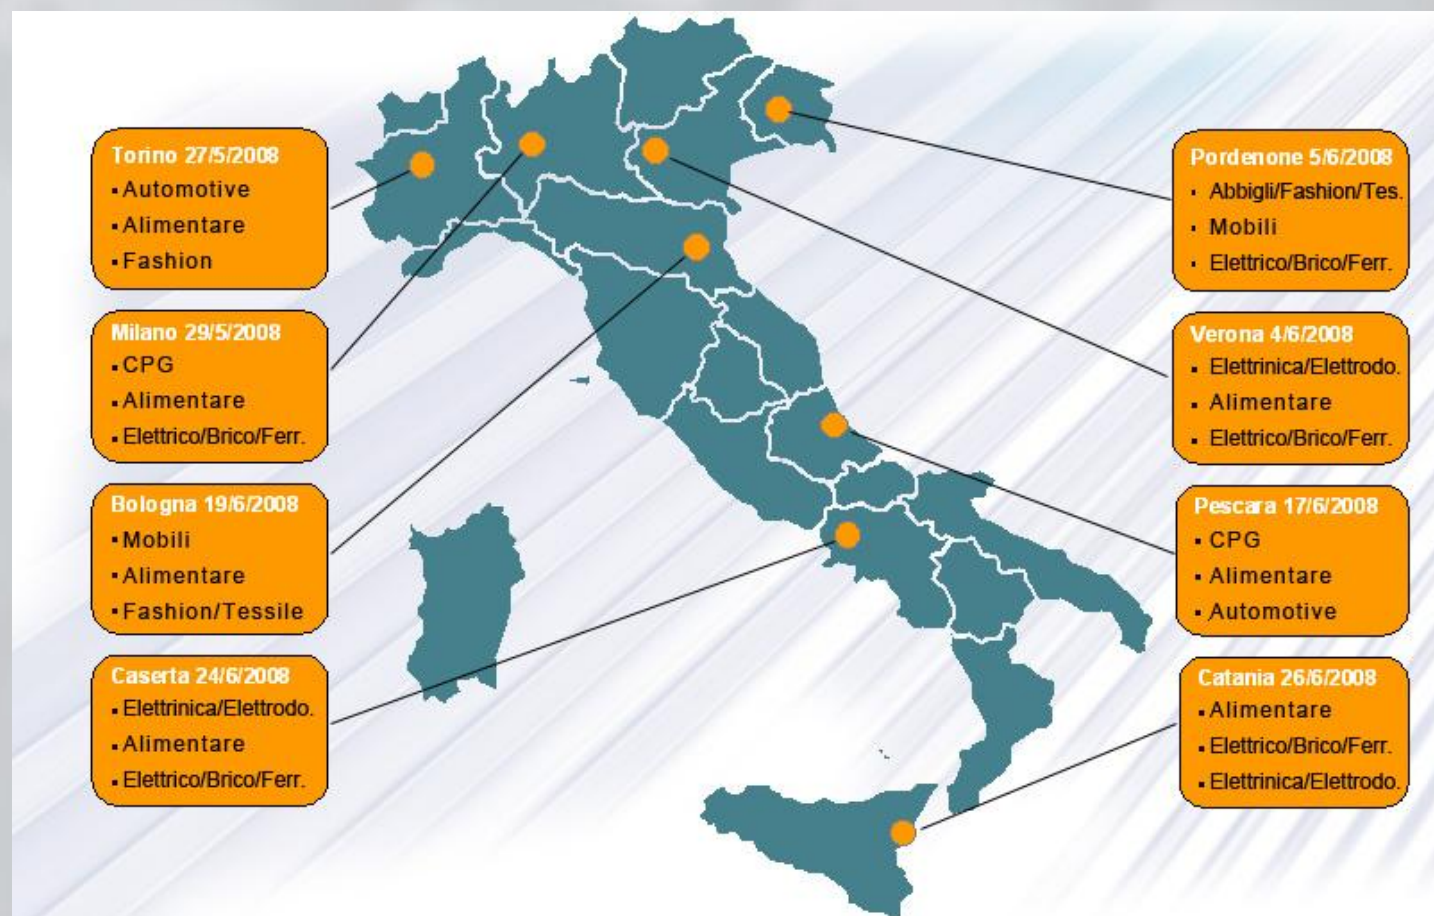 Torino 27/5/2008
▪ Automotive
▪ Alimentare
▪ Fashion
Milano 29/5/2008
▪ CPG
▪ Alimentare
▪ Elettrico/Brico/Ferr.
Bologna 19/6/2008
▪ Mobili
▪ Alimentare
▪ Fashion/Tessile
Caserta 24/6/2008
▪ Elettrinica/Elettrodo.
▪ Alimentare
▪ Elettrico/Brico/Ferr.
Pordenone 5/6/2008
▪ Abbigli/Fashion/Tes.
▪ Mobili
▪ Elettrico/Brico/Ferr.
Verona 4/6/2008
▪ Elettrinica/Elettrodo.
▪ Alimentare
▪ Elettrico/Brico/Ferr.
Pescara 17/6/2008
▪ CPG
▪ Alimentare
▪ Automotive
Catania 26/6/2008
▪ Alimentare
▪ Elettrico/Brico/Ferr.
▪ Elettrinica/Elettrodo.